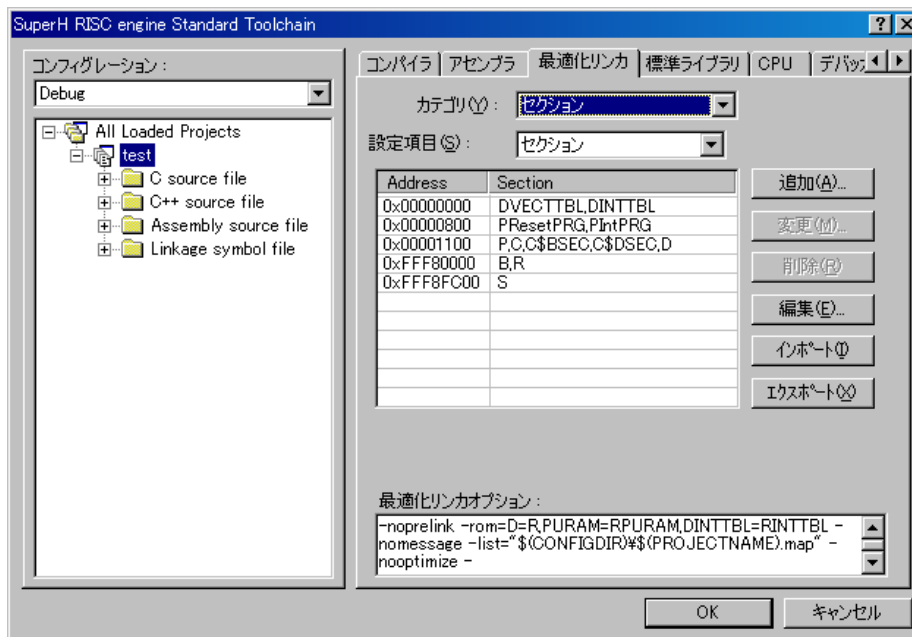 SuperH RISC engine Standard Toolchain
コンフィグレーション :
Debug
All Loaded Projects
test
C source file
C++ source file
Assembly source file
Linkage symbol file
コンパイラ アセンブラ 最適化リンカ 標準ライブラリ CPU デバッ
カテゴリ(Y) : セクション
設定項目(S) : セクション
Address Section
0x00000000 DVECTTBL,DINTTBL
0x00000800 PResetPRG,PIntPRG
0x00001100 P,C,C$BSEC,C$DSEC,D
0xFFF80000 B,R
0xFFF8FC00 S
追加(A)...
変更(M)...
削除(R)
編集(E)...
インポート(I)
エクスポート(X)
最適化リンカオプション :
-noprelink -rom=D=R,PURAM=RPURAM,DINTTBL=RINTTBL -
nomessage -list="$(CONFIGDIR)¥$(PROJECTNAME).map" -
nooptimize -
OK キャンセル